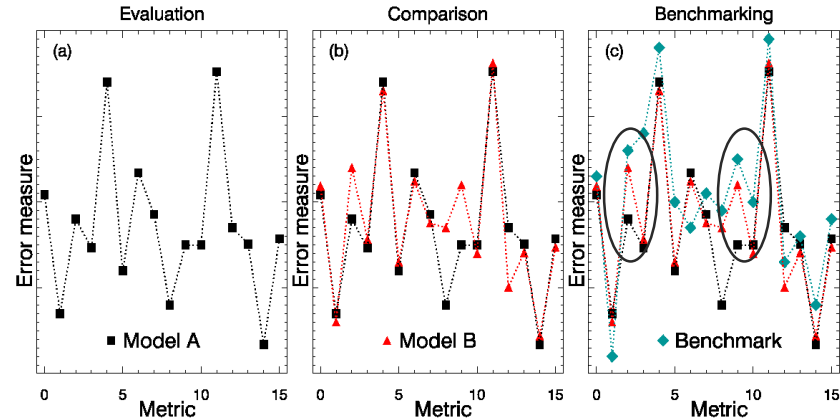 Evaluation
Comparison
Benchmarking
(a)
(b)
(c)
Error measure
Error measure
Error measure
Model A
Model B
Benchmark
0 5 10 15
0 5 10 15
0 5 10 15
Metric
Metric
Metric